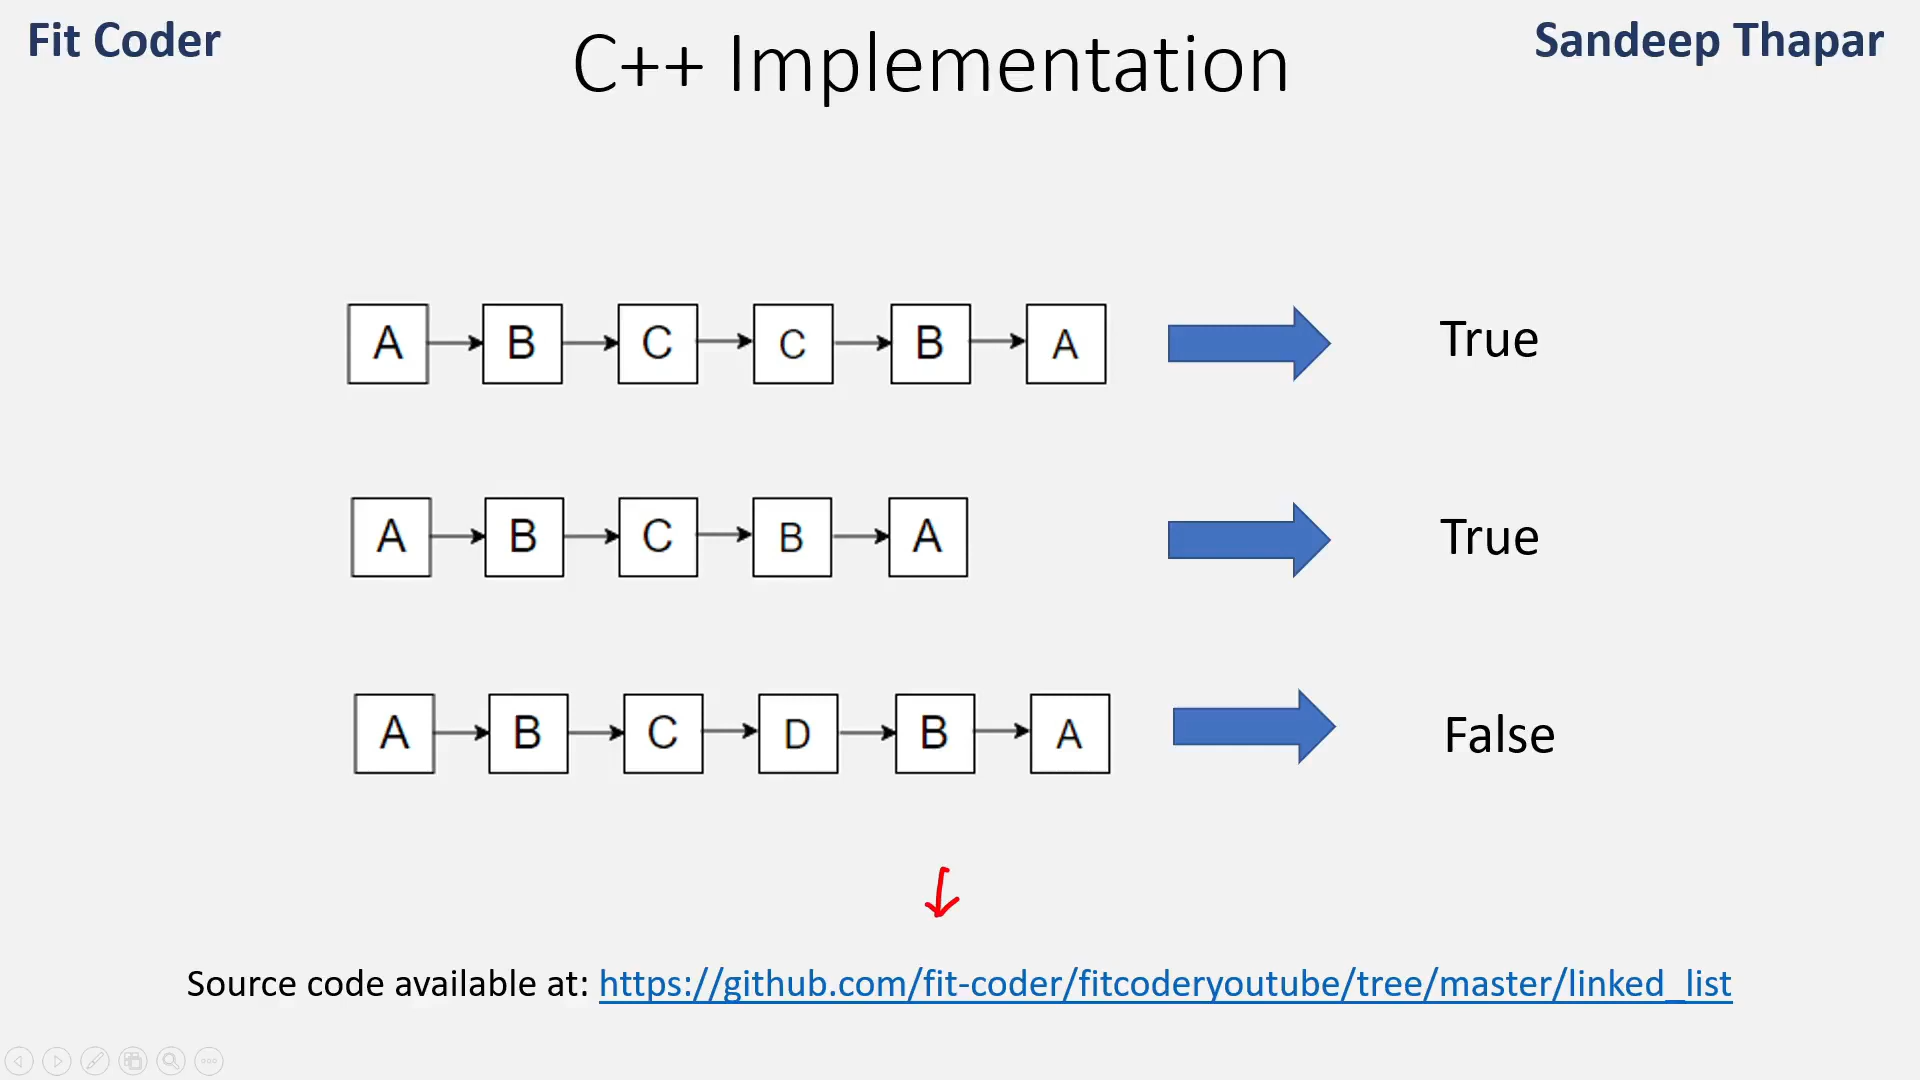 Fit Coder
C++ Implementation
Sandeep Thapar
A B C C B A True
A B C B A True
A B C D B A False
Source code available at: https://github.com/fit-coder/fitcoderyoutube/tree/master/linked_list